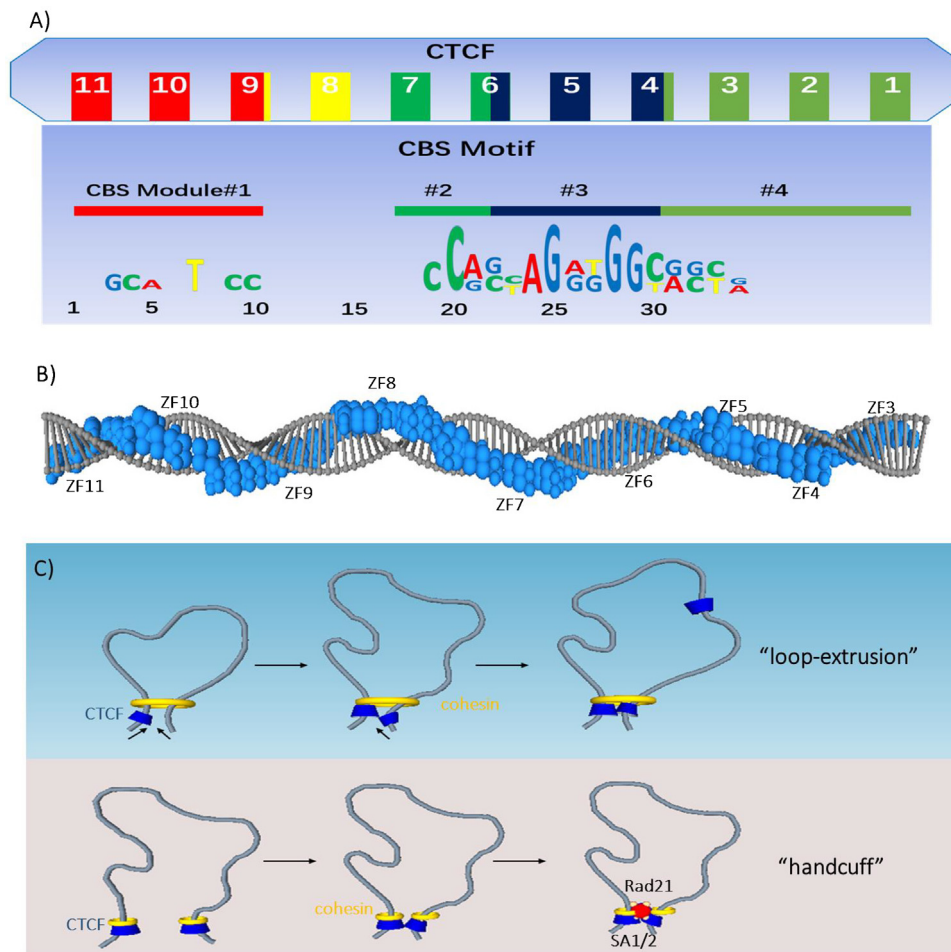 A)
CTCF
11 10 9 8 7 6 5 4 3 2 1
CBS Motif
CBS Module#1 #2 #3 #4
GCA T CC CCAGCAGATGGCGGCG
GCCTGGGTACTA
1 5 10 15 20 25 30
B)
ZF8
ZF10 ZF5 ZF3
ZF11 ZF9 ZF7 ZF6 ZF4
C)
"loop-extrusion"
CTCF cohesin
"handcuff"
Rad21
CTCF cohesin
SA1/2